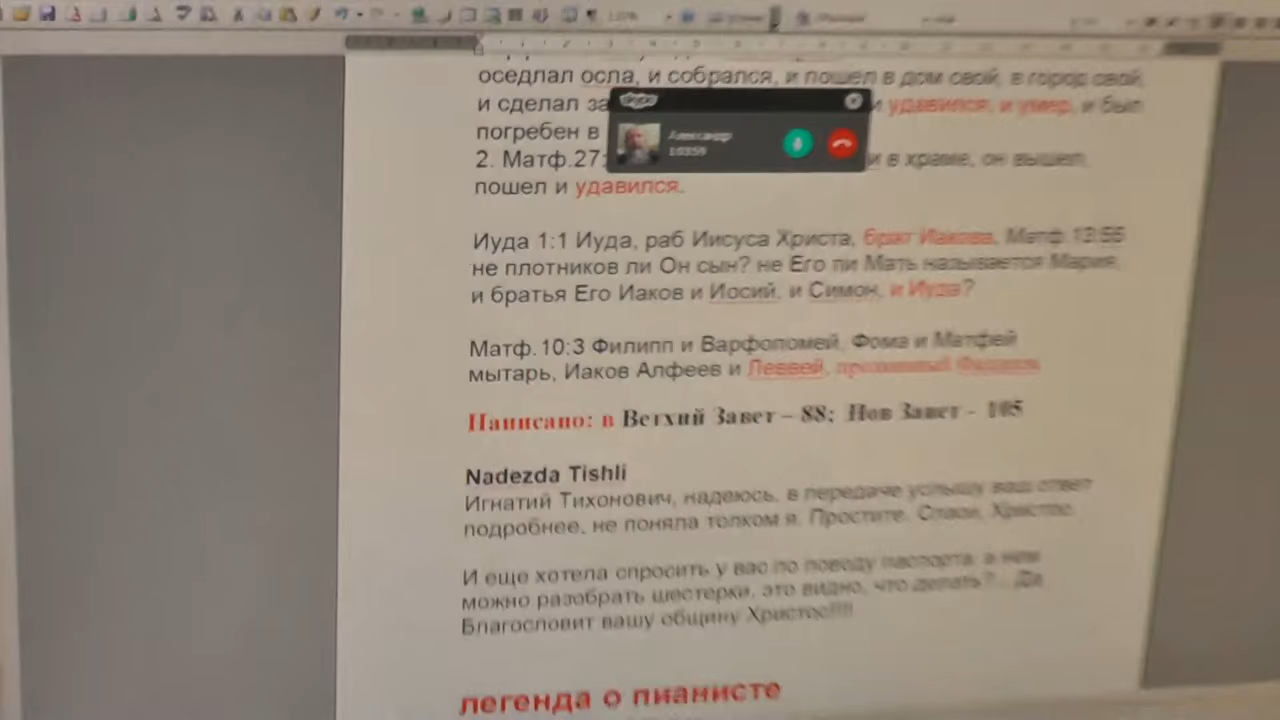 оседлал осла, и собрался, и пошел в дом свой, в город свой,
и сделал за и удавился, и умер, и был
погребен в
2. Матф.27: и в храме, он вышел,
пошел и удавился.
skype
Александр
Иуда 1:1 Иуда, раб Иисуса Христа, брат Иакова, Матф.13:55
не плотников ли Он сын? не Его ли Мать называется Мария,
и братья Его Иаков и Иосий, и Симон, и Иуда?
Матф.10:3 Филипп и Варфоломей, Фома и Матфей
мытарь, Иаков Алфеев и Леввей, прозванный Фаддеем
Написано: в Ветхий Завет – 88; Нов Завет - 105
Nadezda Tishli
Игнатий Тихонович, надеюсь, в передаче услышу ваш ответ
подробнее, не поняла толком я. Простите. Спаси, Христос.
И еще хотела спросить у вас по поводу паспорта, в нем
можно разобрать шестерки, это видно, что делать?... Да
Благословит вашу общину Христос!!!!
легенда о пианисте